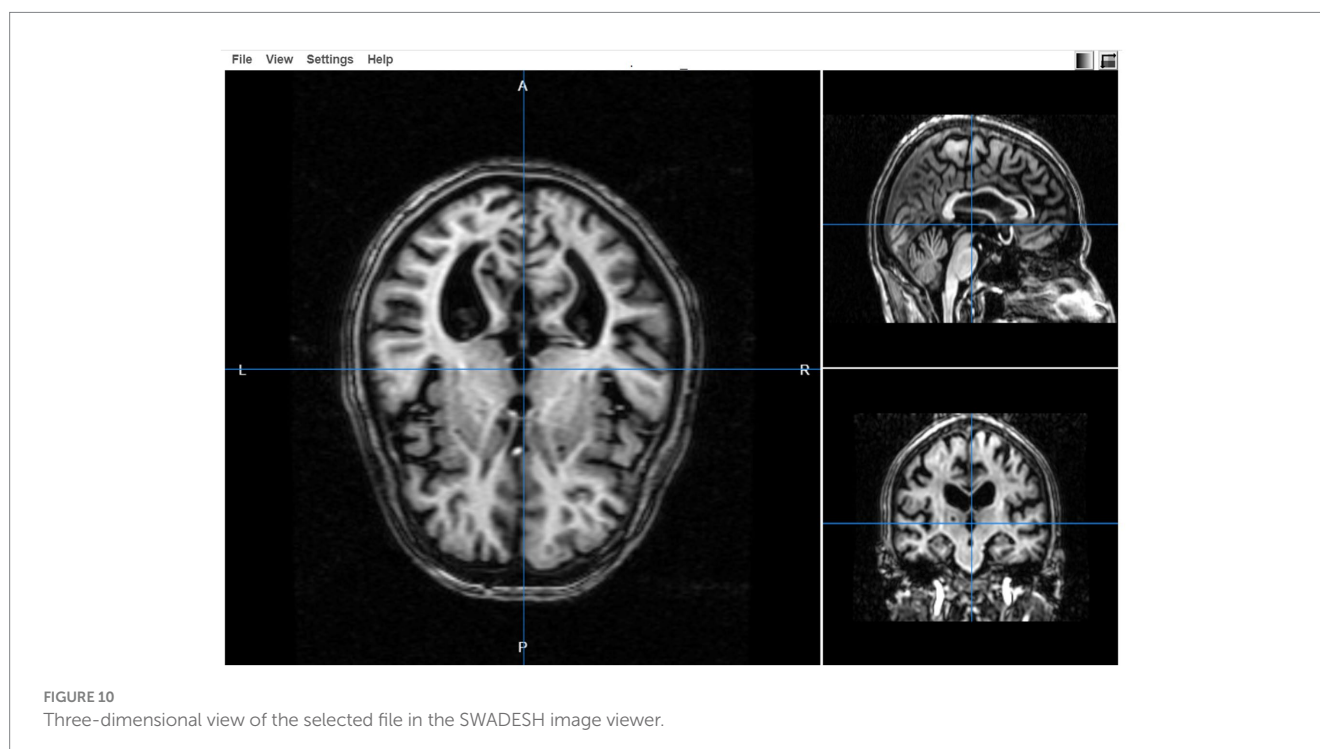 File View Settings Help
A
L
R
P
FIGURE 10
Three-dimensional view of the selected file in the SWADESH image viewer.